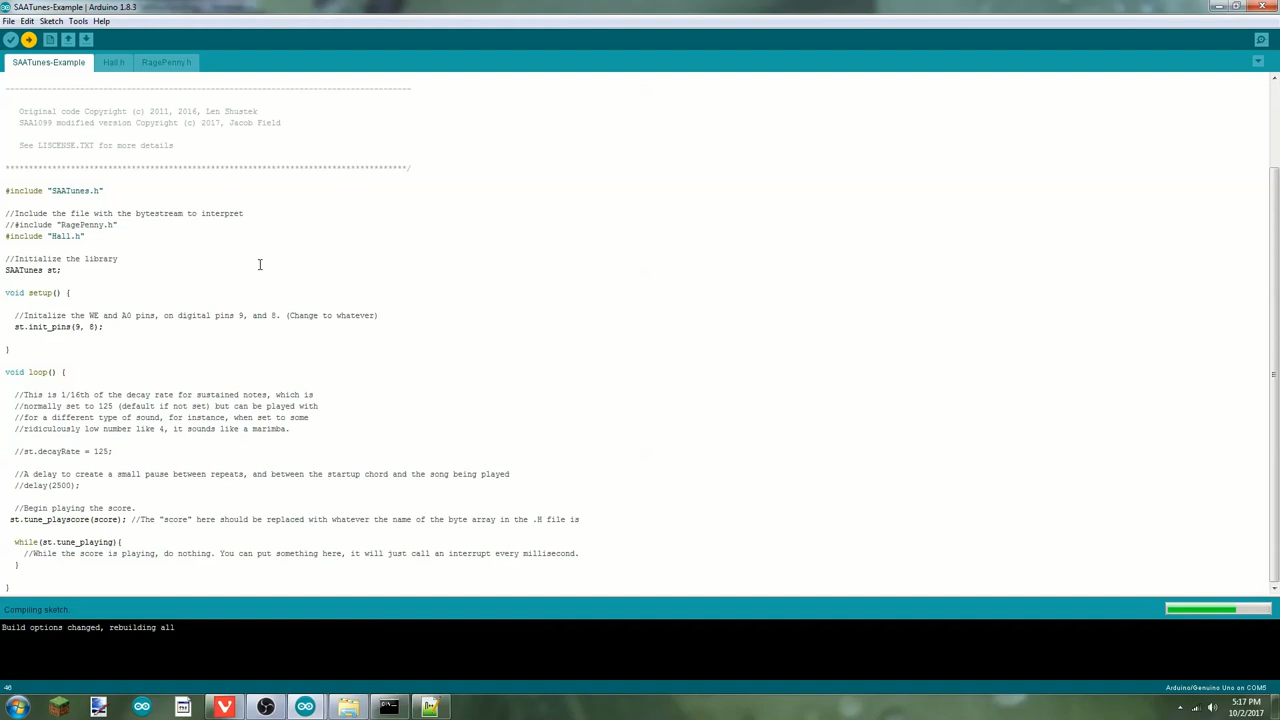 SAATunes-Example | Arduino 1.8.3
File Edit Sketch Tools Help
SAATunes-Example Hall.h RagePenny.h
--------------------------------------------------------------------------------------
Original code Copyright (c) 2011, 2016, Len Shustek
SAA1099 modified version Copyright (c) 2017, Jacob Field
See LISCENSE.TXT for more details
**************************************************************************************/
#include "SAATunes.h"
//Include the file with the bytestream to interpret
//#include "RagePenny.h"
#include "Hall.h"
//Initialize the library
SAATunes st;
void setup() {
//Initalize the WE and A0 pins, on digital pins 9, and 8. (Change to whatever)
st.init_pins(9, 8);
}
void loop() {
//This is 1/16th of the decay rate for sustained notes, which is
//normally set to 125 (default if not set) but can be played with
//for a different type of sound, for instance, when set to some
//ridiculously low number like 4, it sounds like a marimba.
//st.decayRate = 125;
//A delay to create a small pause between repeats, and between the startup chord and the song being played
//delay(2500);
//Begin playing the score.
st.tune_playscore(score); //The "score" here should be replaced with whatever the name of the byte array in the .H file is
while(st.tune_playing){
//While the score is playing, do nothing. You can put something here, it will just call an interrupt every millisecond.
}
}
Compiling sketch...
Build options changed, rebuilding all
46
Arduino/Genuino Uno on COM5
5:17 PM
10/2/2017